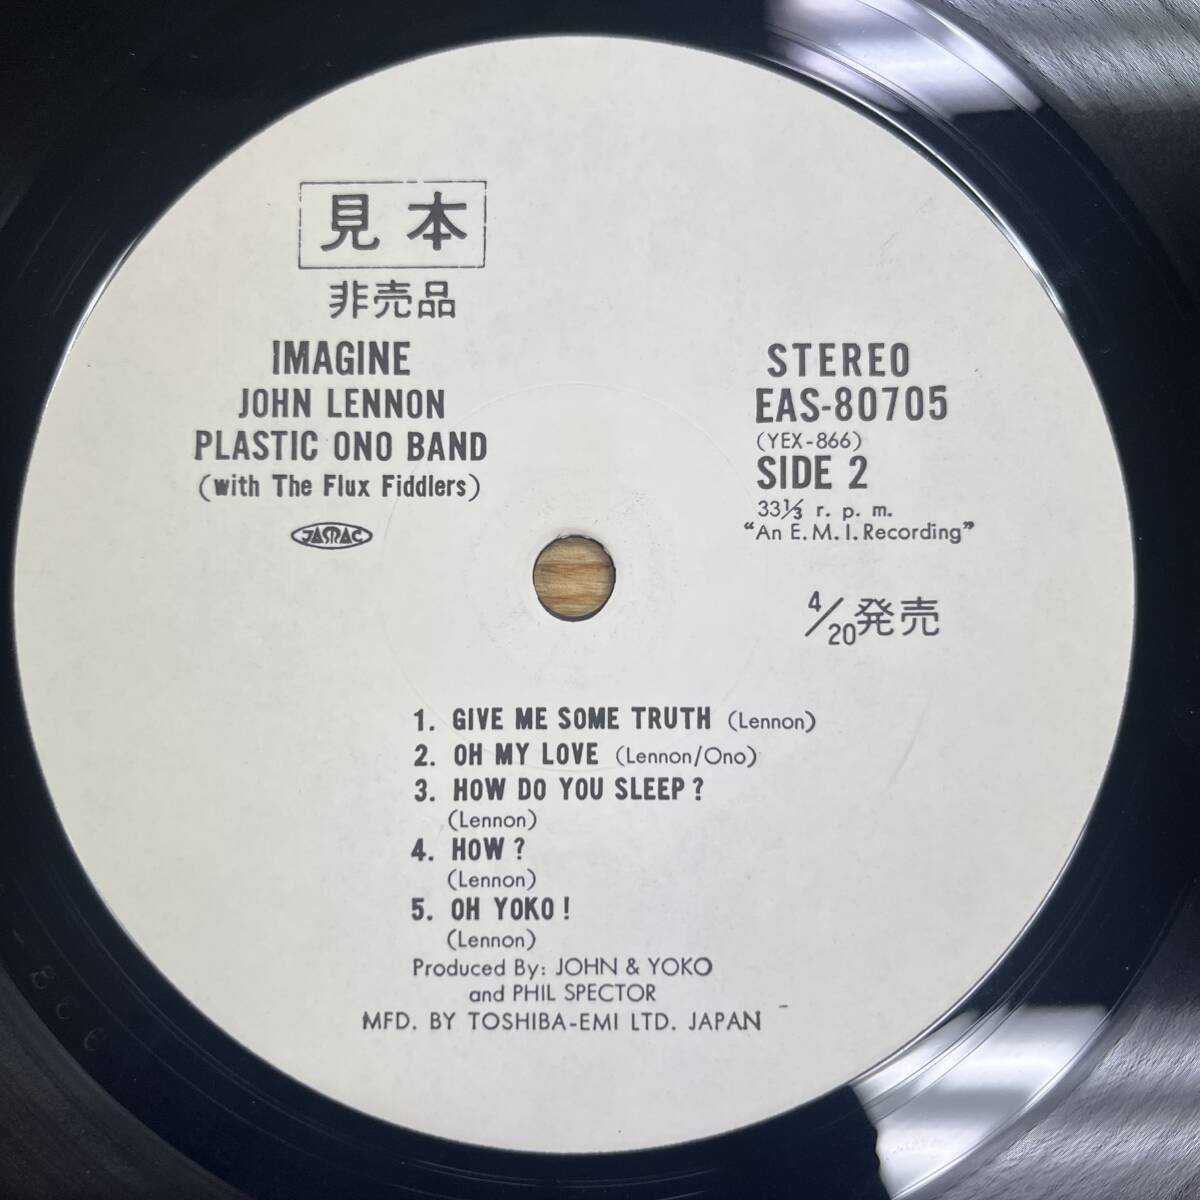 見本
非売品
IMAGINE
JOHN LENNON
PLASTIC ONO BAND
(with The Flux Fiddlers)
JASRAC
STEREO
EAS-80705
(YEX-866)
SIDE 2
33⅓ r. p. m.
“An E. M. I. Recording”
4/20発売
1. GIVE ME SOME TRUTH (Lennon)
2. OH MY LOVE (Lennon/Ono)
3. HOW DO YOU SLEEP?
(Lennon)
4. HOW?
(Lennon)
5. OH YOKO!
(Lennon)
Produced By: JOHN & YOKO
and PHIL SPECTOR
MFD. BY TOSHIBA-EMI LTD. JAPAN